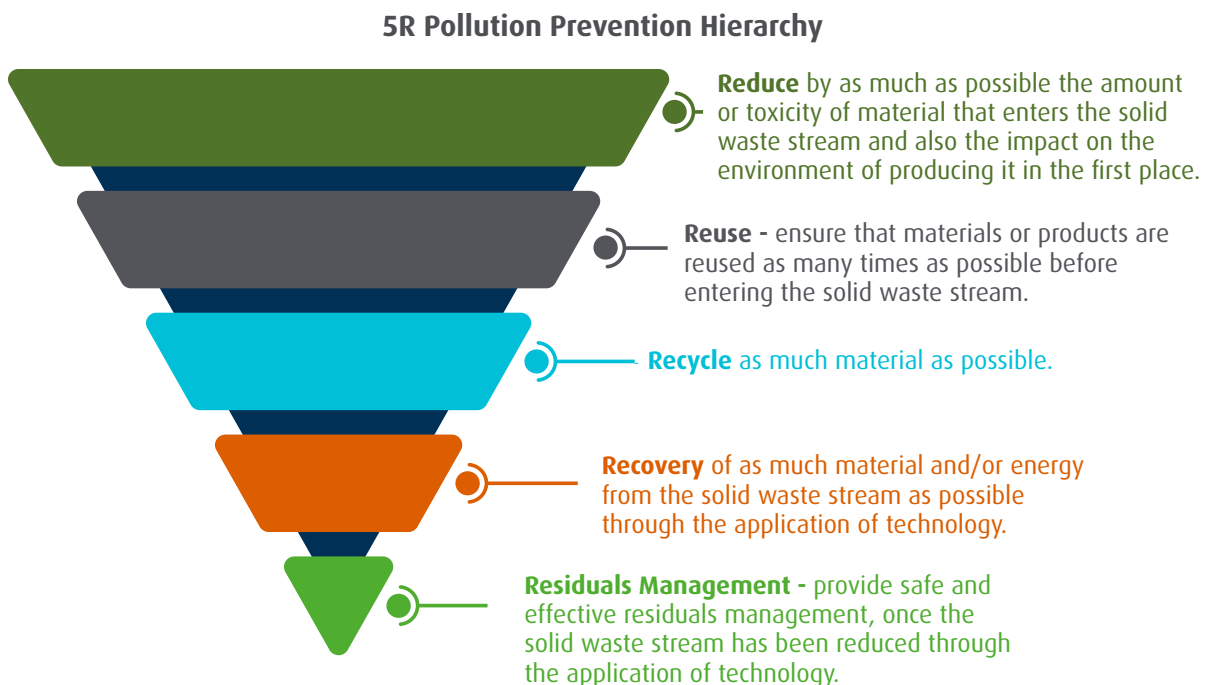 5R Pollution Prevention Hierarchy
Reduce by as much as possible the amount
or toxicity of material that enters the solid
waste stream and also the impact on the
environment of producing it in the first place.
Reuse - ensure that materials or products are
reused as many times as possible before
entering the solid waste stream.
Recycle as much material as possible.
Recovery of as much material and/or energy
from the solid waste stream as possible
through the application of technology.
Residuals Management - provide safe and
effective residuals management, once the
solid waste stream has been reduced through
the application of technology.